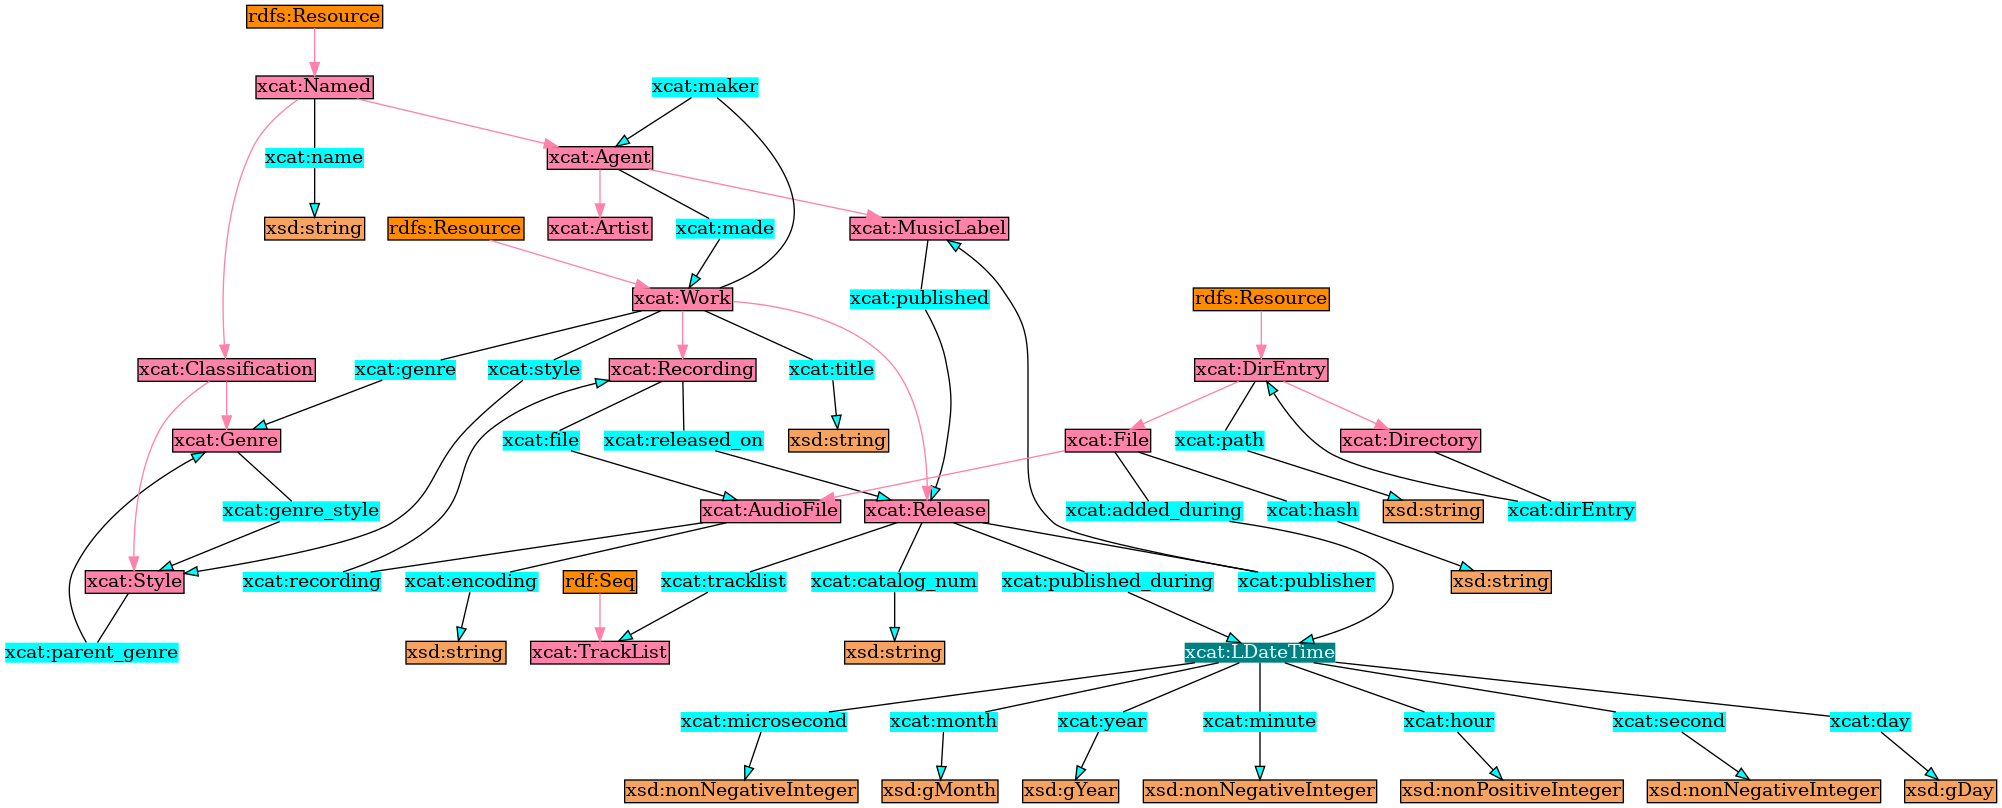 rdfs:Resource
xcat:Named
xcat:maker
xcat:name
xcat:Agent
xsd:string
rdfs:Resource
xcat:Artist
xcat:made
xcat:MusicLabel
xcat:Work
xcat:published
rdfs:Resource
xcat:Classification
xcat:genre
xcat:style
xcat:Recording
xcat:title
xcat:DirEntry
xcat:Genre
xcat:file
xcat:released_on
xsd:string
xcat:File
xcat:path
xcat:Directory
xcat:genre_style
xcat:AudioFile
xcat:Release
xcat:added_during
xcat:hash
xsd:string
xcat:dirEntry
xcat:Style
xcat:recording
xcat:encoding
rdf:Seq
xcat:tracklist
xcat:catalog_num
xcat:published_during
xcat:publisher
xsd:string
xcat:parent_genre
xsd:string
xcat:TrackList
xsd:string
xcat:LDateTime
xcat:microsecond
xcat:month
xcat:year
xcat:minute
xcat:hour
xcat:second
xcat:day
xsd:nonNegativeInteger
xsd:gMonth
xsd:gYear
xsd:nonNegativeInteger
xsd:nonPositiveInteger
xsd:nonNegativeInteger
xsd:gDay